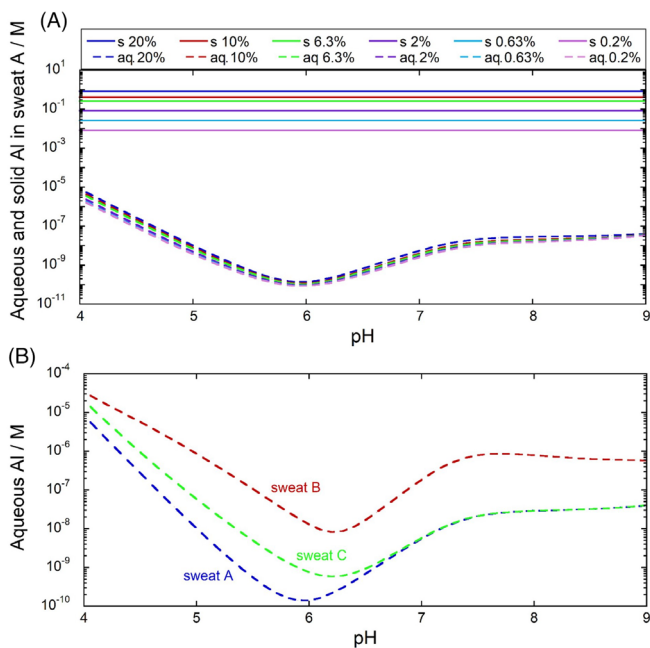 (A)
s 20% s 10% s 6.3% s 2% s 0.63% s 0.2%
aq.20% aq.10% aq 6.3% aq.2% aq.0.63% aq.0.2%
Aqueous and solid Al in sweat A / M
10¹
10⁻¹
10⁻³
10⁻⁵
10⁻⁷
10⁻⁹
10⁻¹¹
4 5 6 7 8 9
pH
(B)
Aqueous Al / M
10⁻⁴
10⁻⁵
10⁻⁶
10⁻⁷
10⁻⁸
10⁻⁹
10⁻¹⁰
sweat B
sweat C
sweat A
4 5 6 7 8 9
pH